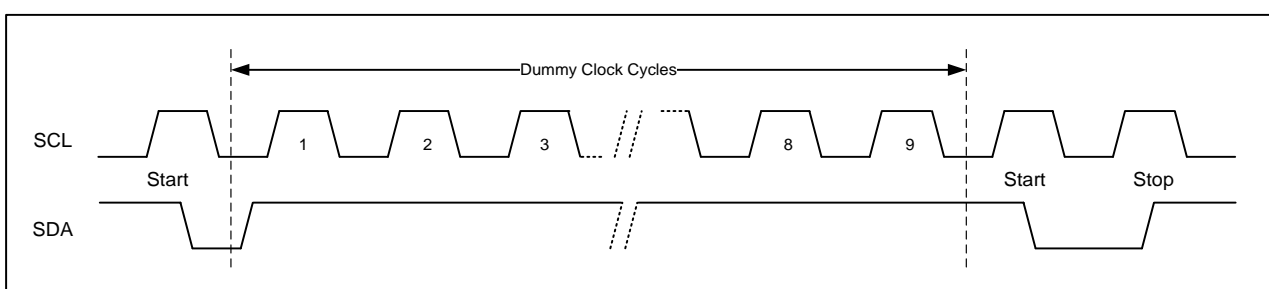 Dummy Clock Cycles
SCL
1 2 3 8 9
Start Start Stop
SDA